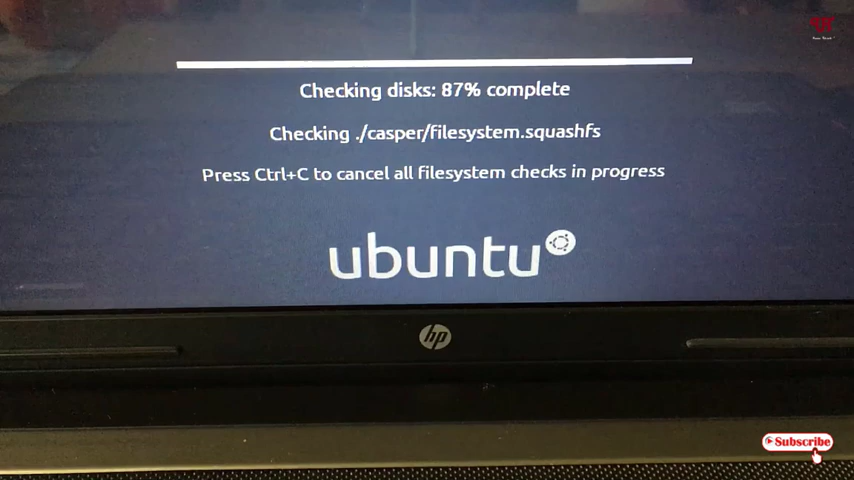 Checking disks: 87% complete
Checking ./casper/filesystem.squashfs
Press Ctrl+C to cancel all filesystem checks in progress
ubuntu
hp
Subscribe